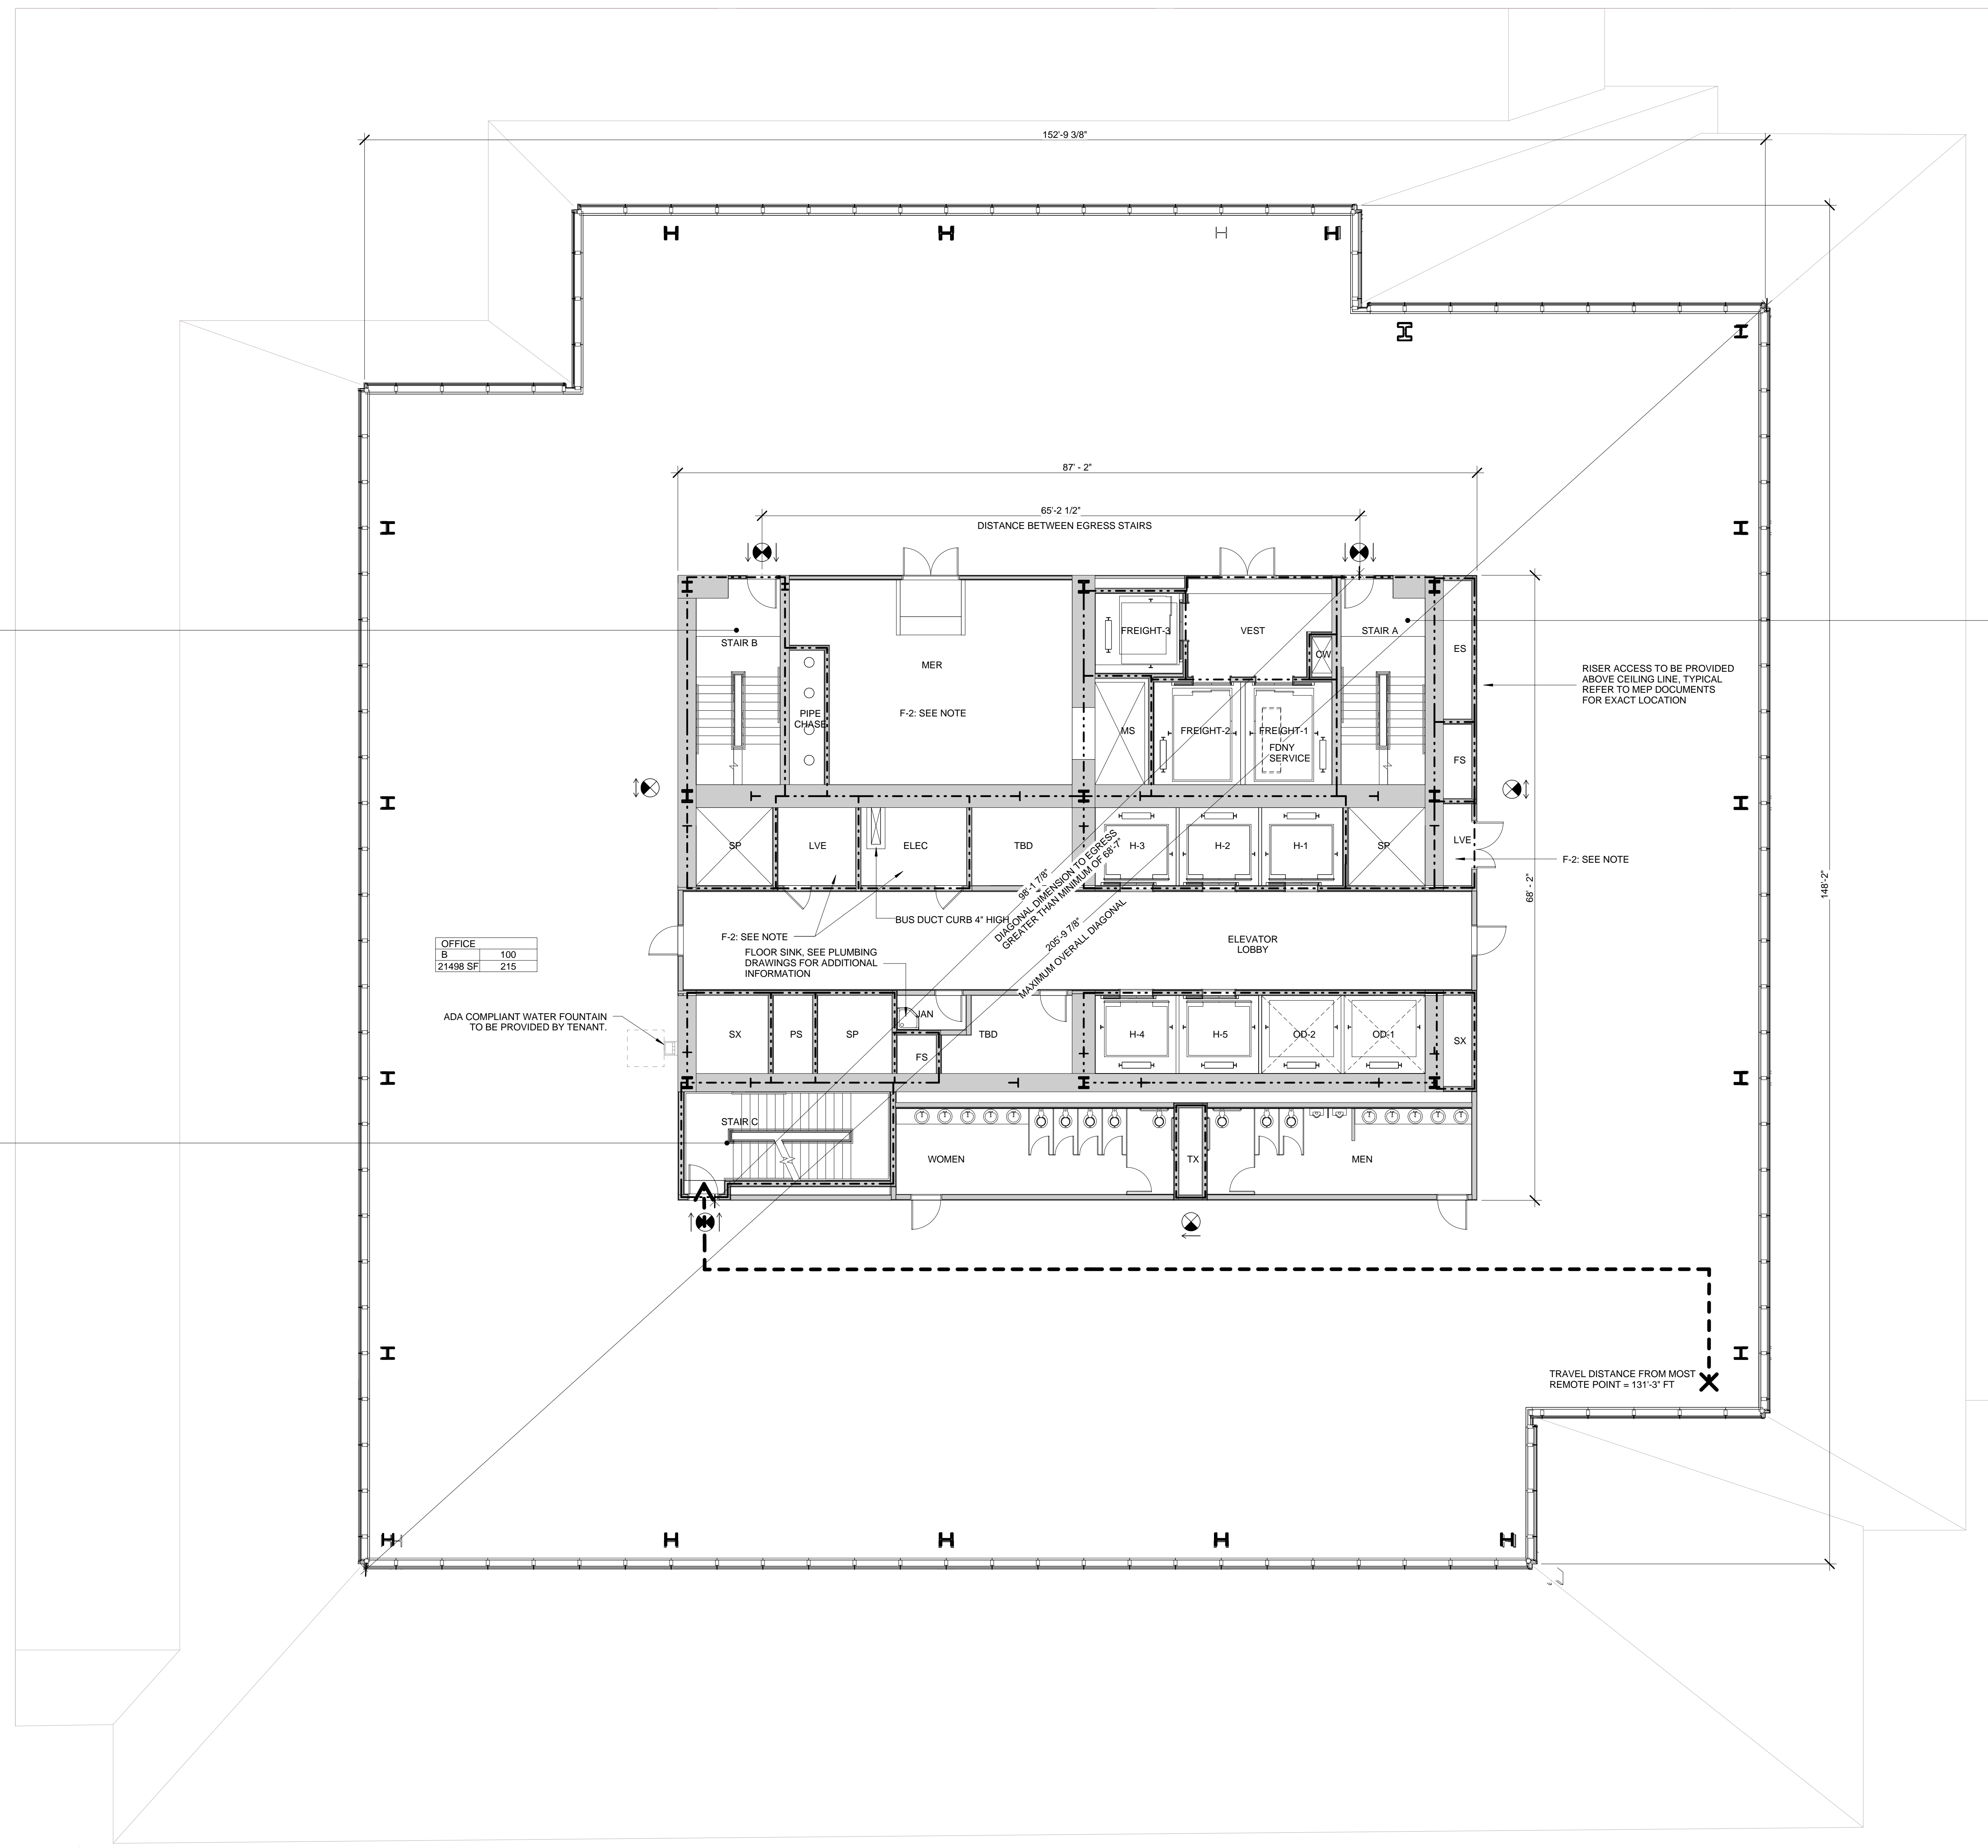 152'-9 3/8"
87' - 2"
65'-2 1/2"
DISTANCE BETWEEN EGRESS STAIRS
STAIR B
MER
F-2: SEE NOTE
PIPE
CHASE
FREIGHT-3
VEST
CW
STAIR A
ES
RISER ACCESS TO BE PROVIDED
ABOVE CEILING LINE, TYPICAL
REFER TO MEP DOCUMENTS
FOR EXACT LOCATION
MS
FREIGHT-2
FREIGHT-1
FDNY
SERVICE
FS
SP
LVE
ELEC
TBD
H-3
H-2
H-1
SP
LVE
F-2: SEE NOTE
68' - 2"
148'-2"
98'-1 7/8"
DIAGONAL DIMENSION TO EGRESS
GREATER THAN MINIMUM OF 68'-7"
205'-9 7/8"
MAXIMUM OVERALL DIAGONAL
BUS DUCT CURB 4" HIGH
F-2: SEE NOTE
FLOOR SINK, SEE PLUMBING
DRAWINGS FOR ADDITIONAL
INFORMATION
ELEVATOR
LOBBY
OFFICE
B 100
21498 SF 215
ADA COMPLIANT WATER FOUNTAIN
TO BE PROVIDED BY TENANT.
SX
PS
SP
JAN
FS
TBD
H-4
H-5
OD-2
OD-1
SX
STAIR C
WOMEN
TX
MEN
TRAVEL DISTANCE FROM MOST
REMOTE POINT = 131'-3" FT